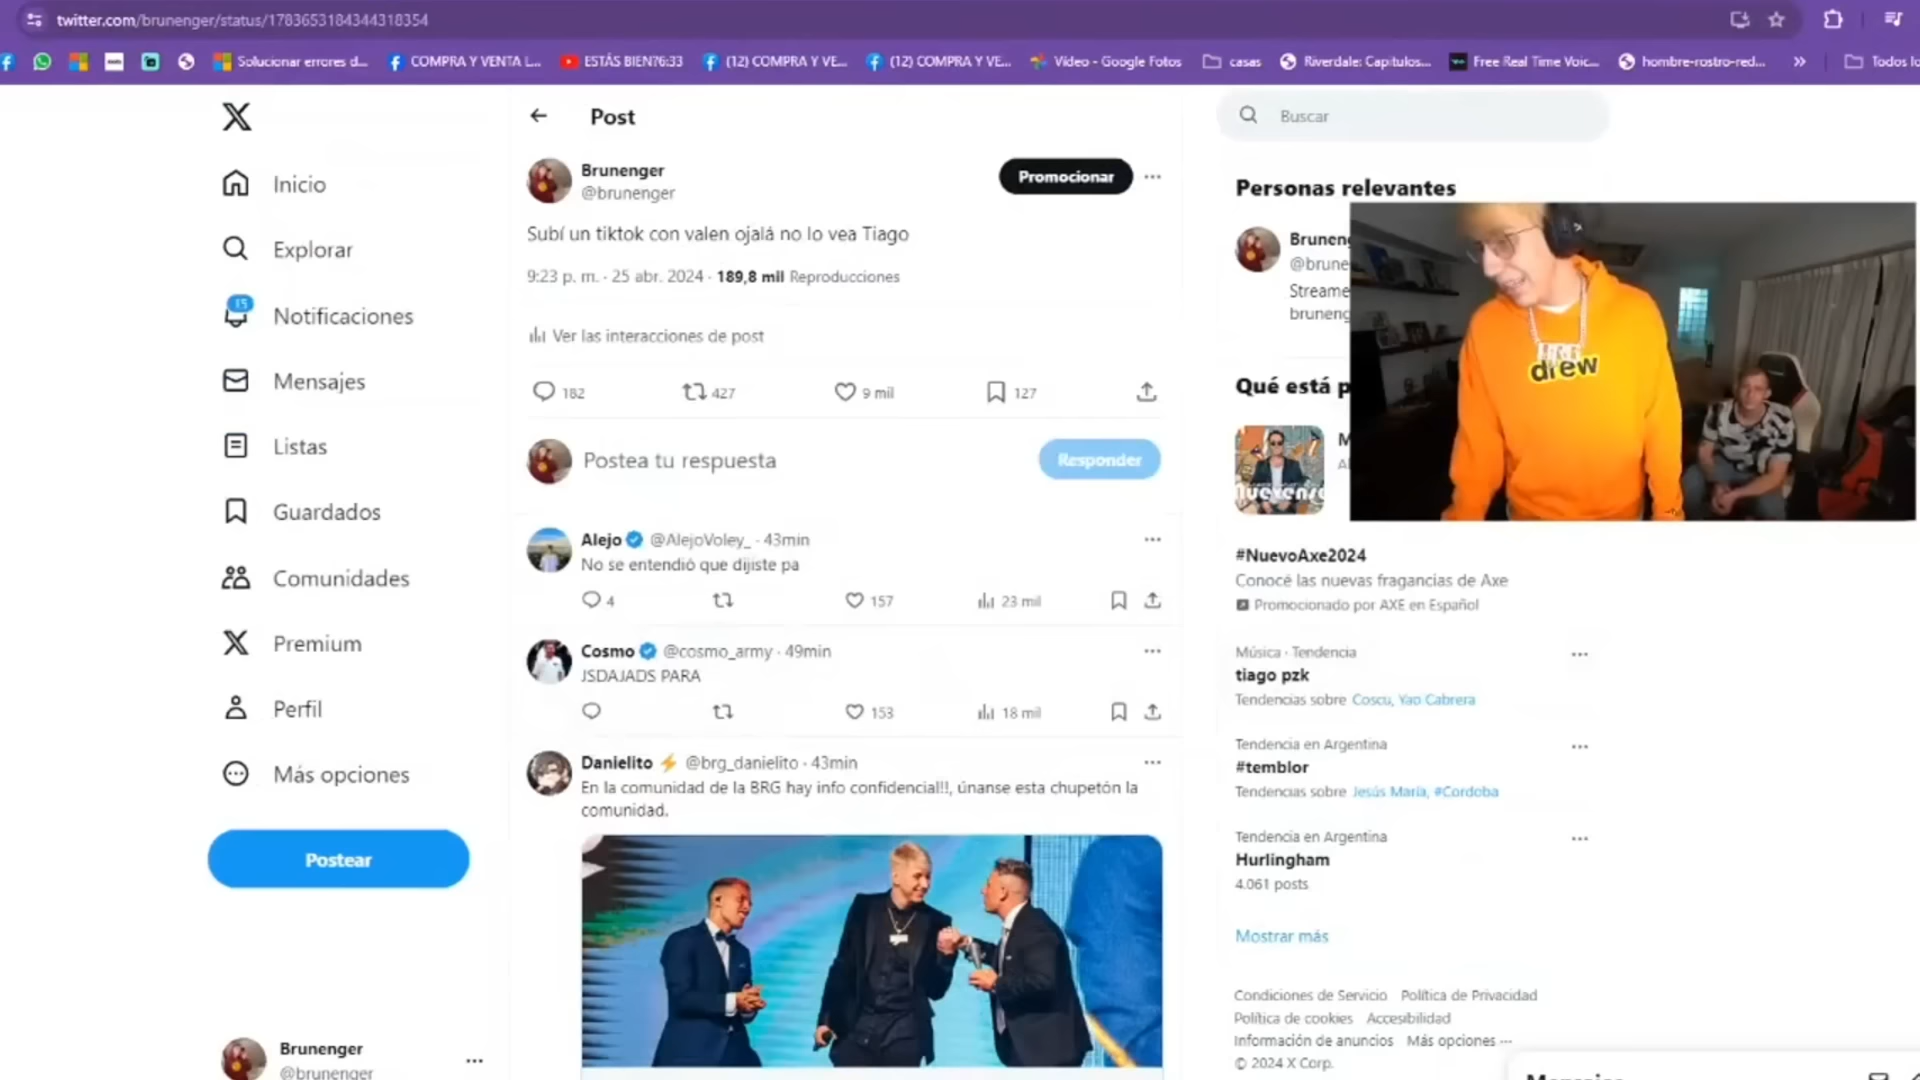 twitter.com/brunenger/status/1783653184344318354
Solucionar errores d...
COMPRA Y VENTA L...
ESTÁS BIEN?6:33
(12) COMPRA Y VE...
(12) COMPRA Y VE...
Video - Google Fotos
casas
Riverdale: Capitulos...
Free Real Time Voic...
hombre-rostro-red...
»
Todos lo
Post
Buscar
Inicio
Explorar
15
Notificaciones
Mensajes
Listas
Guardados
Comunidades
Premium
Perfil
Más opciones
Postear
Brunenger
@brunenger
Brunenger
@brunenger
Promocionar
Subí un tiktok con valen ojalá no lo vea Tiago
9:23 p. m. · 25 abr. 2024 · 189,8 mil Reproducciones
Ver las interacciones de post
182 427 9 mil 127
Postea tu respuesta
Responder
Alejo @AlejoVoley_ · 43min
No se entendió que dijiste pa
4 157 23 mil
Cosmo @cosmo_army · 49min
JSDAJADS PARA
153 18 mil
Danielito ⚡ @brg_danielito · 43min
En la comunidad de la BRG hay info confidencial!!, únanse esta chupetón la
comunidad.
Personas relevantes
Bruneng
@brune
Streame
bruneng
drew
Qué está p
#NuevoAxe2024
Conocé las nuevas fragancias de Axe
Promocionado por AXE en Español
Música · Tendencia
tiago pzk
Tendencias sobre Coscu, Yao Cabrera
Tendencia en Argentina
#temblor
Tendencias sobre Jesús María, #Cordoba
Tendencia en Argentina
Hurlingham
4.061 posts
Mostrar más
Condiciones de Servicio Política de Privacidad
Política de cookies Accesibilidad
Información de anuncios Más opciones ···
© 2024 X Corp.